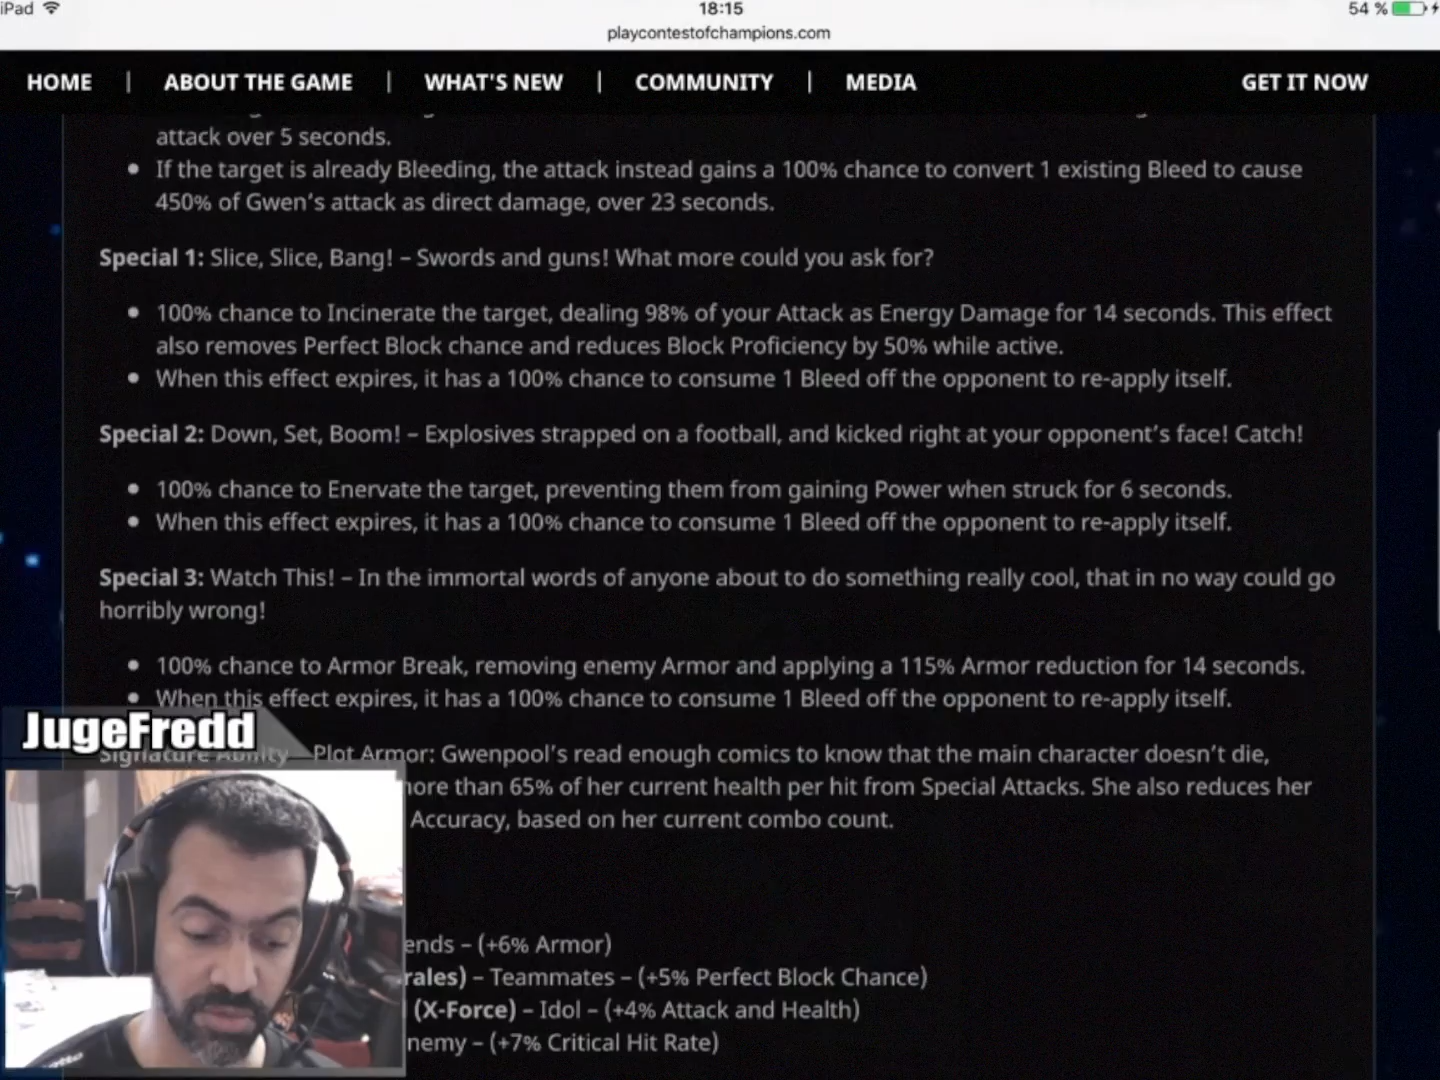 iPad 18:15 54 %
playcontestofchampions.com
HOME | ABOUT THE GAME | WHAT'S NEW | COMMUNITY | MEDIA GET IT NOW
attack over 5 seconds.
• If the target is already Bleeding, the attack instead gains a 100% chance to convert 1 existing Bleed to cause
450% of Gwen's attack as direct damage, over 23 seconds.
Special 1: Slice, Slice, Bang! – Swords and guns! What more could you ask for?
• 100% chance to Incinerate the target, dealing 98% of your Attack as Energy Damage for 14 seconds. This effect
also removes Perfect Block chance and reduces Block Proficiency by 50% while active.
• When this effect expires, it has a 100% chance to consume 1 Bleed off the opponent to re-apply itself.
Special 2: Down, Set, Boom! – Explosives strapped on a football, and kicked right at your opponent's face! Catch!
• 100% chance to Enervate the target, preventing them from gaining Power when struck for 6 seconds.
• When this effect expires, it has a 100% chance to consume 1 Bleed off the opponent to re-apply itself.
Special 3: Watch This! – In the immortal words of anyone about to do something really cool, that in no way could go
horribly wrong!
• 100% chance to Armor Break, removing enemy Armor and applying a 115% Armor reduction for 14 seconds.
• When this effect expires, it has a 100% chance to consume 1 Bleed off the opponent to re-apply itself.
JugeFredd
Signature Ability – Plot Armor: Gwenpool's read enough comics to know that the main character doesn't die,
more than 65% of her current health per hit from Special Attacks. She also reduces her
Accuracy, based on her current combo count.
ends – (+6% Armor)
rales) – Teammates – (+5% Perfect Block Chance)
(X-Force) – Idol – (+4% Attack and Health)
nemy – (+7% Critical Hit Rate)